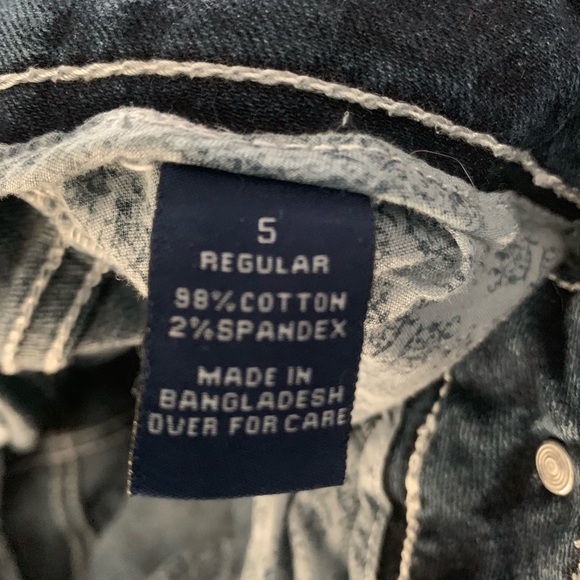 5
REGULAR
98%COTTON
2%SPANDEX
MADE IN
BANGLADESH
OVER FOR CARE